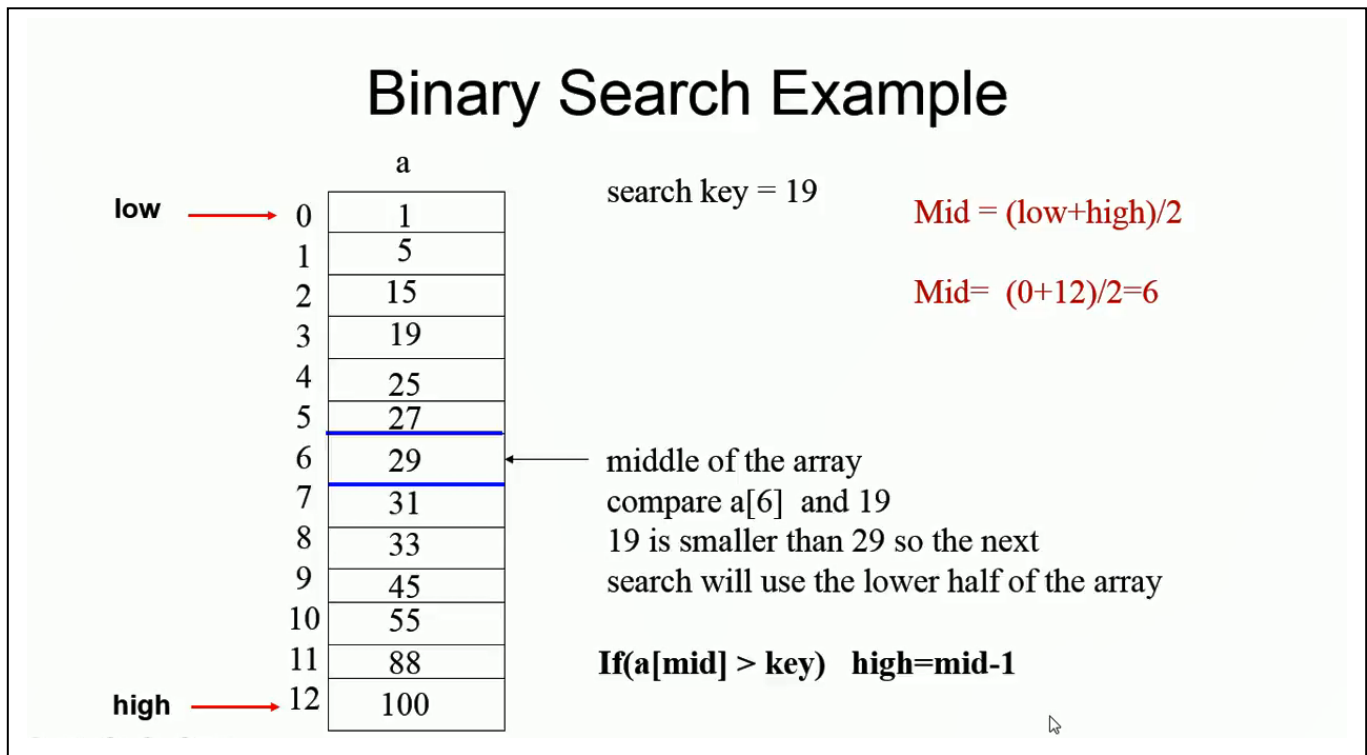 Binary Search Example
a
search key = 19
low
0 1
Mid = (low+high)/2
1 5
2 15
Mid= (0+12)/2=6
3 19
4 25
5 27
6 29
middle of the array
7 31
compare a[6] and 19
8 33
19 is smaller than 29 so the next
9 45
search will use the lower half of the array
10 55
11 88
If(a[mid] > key) high=mid-1
high
12 100